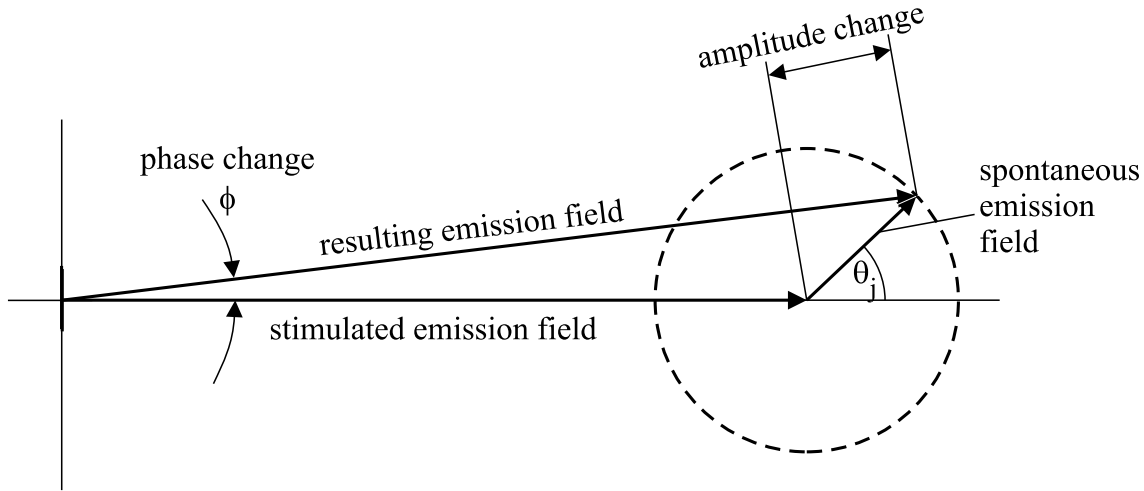 amplitude change
phase change
ϕ
resulting emission field
spontaneous
emission
field
θj
stimulated emission field